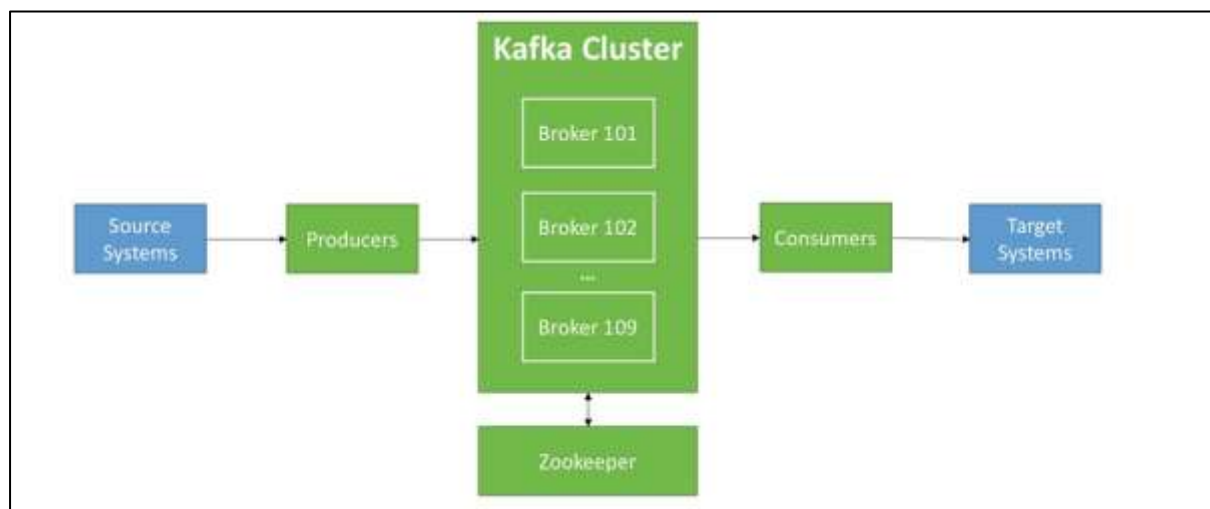 Kafka Cluster
Broker 101
Source
Systems
Producers
Broker 102
Consumers
Target
Systems
...
Broker 109
Zookeeper